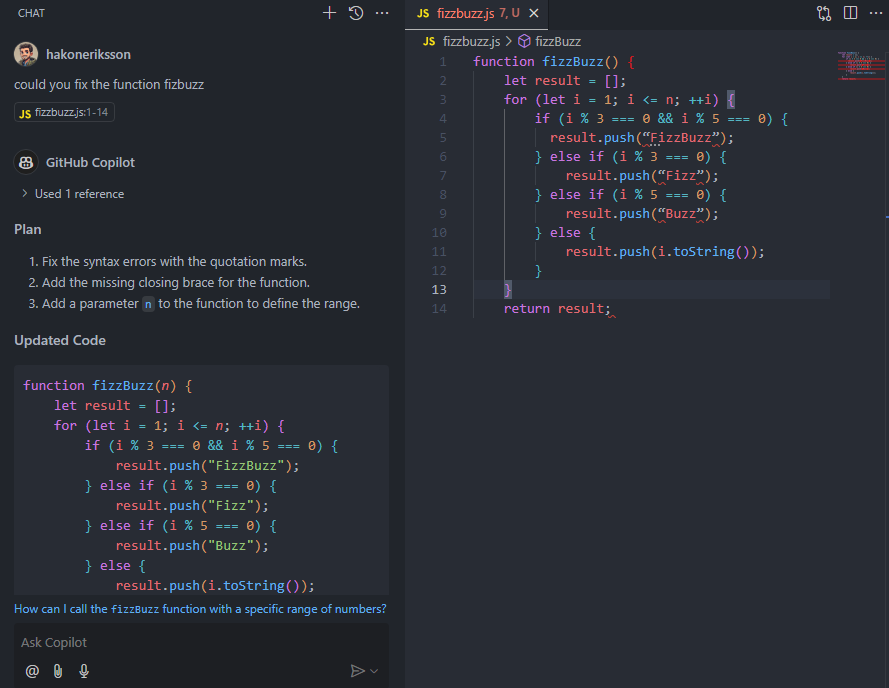 CHAT
hakoneriksson
could you fix the function fizbuzz
JS fizzbuzz.js:1-14
GitHub Copilot
Used 1 reference
Plan
1. Fix the syntax errors with the quotation marks.
2. Add the missing closing brace for the function.
3. Add a parameter n to the function to define the range.
Updated Code
function fizzBuzz(n) {
    let result = [];
    for (let i = 1; i <= n; ++i) {
        if (i % 3 === 0 && i % 5 === 0) {
            result.push("FizzBuzz");
        } else if (i % 3 === 0) {
            result.push("Fizz");
        } else if (i % 5 === 0) {
            result.push("Buzz");
        } else {
            result.push(i.toString());
How can I call the fizzBuzz function with a specific range of numbers?
Ask Copilot
@
JS fizzbuzz.js 7, U
JS fizzbuzz.js > fizzBuzz
1 function fizzBuzz() {
2     let result = [];
3     for (let i = 1; i <= n; ++i) {
4         if (i % 3 === 0 && i % 5 === 0) {
5           result.push(“FizzBuzz”);
6         } else if (i % 3 === 0) {
7             result.push(“Fizz”);
8         } else if (i % 5 === 0) {
9             result.push(“Buzz”);
10         } else {
11             result.push(i.toString());
12         }
13     }
14     return result;